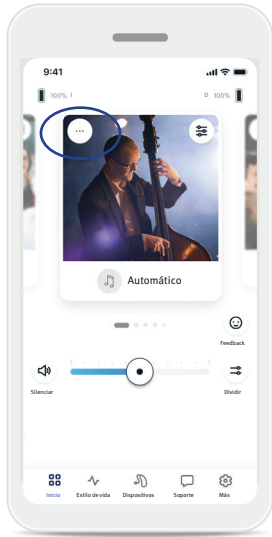 9:41
100% I
D 100%
Automático
Feedback
Silenciar
Dividir
Inicio
Estilo de vida
Dispositivos
Soporte
Más